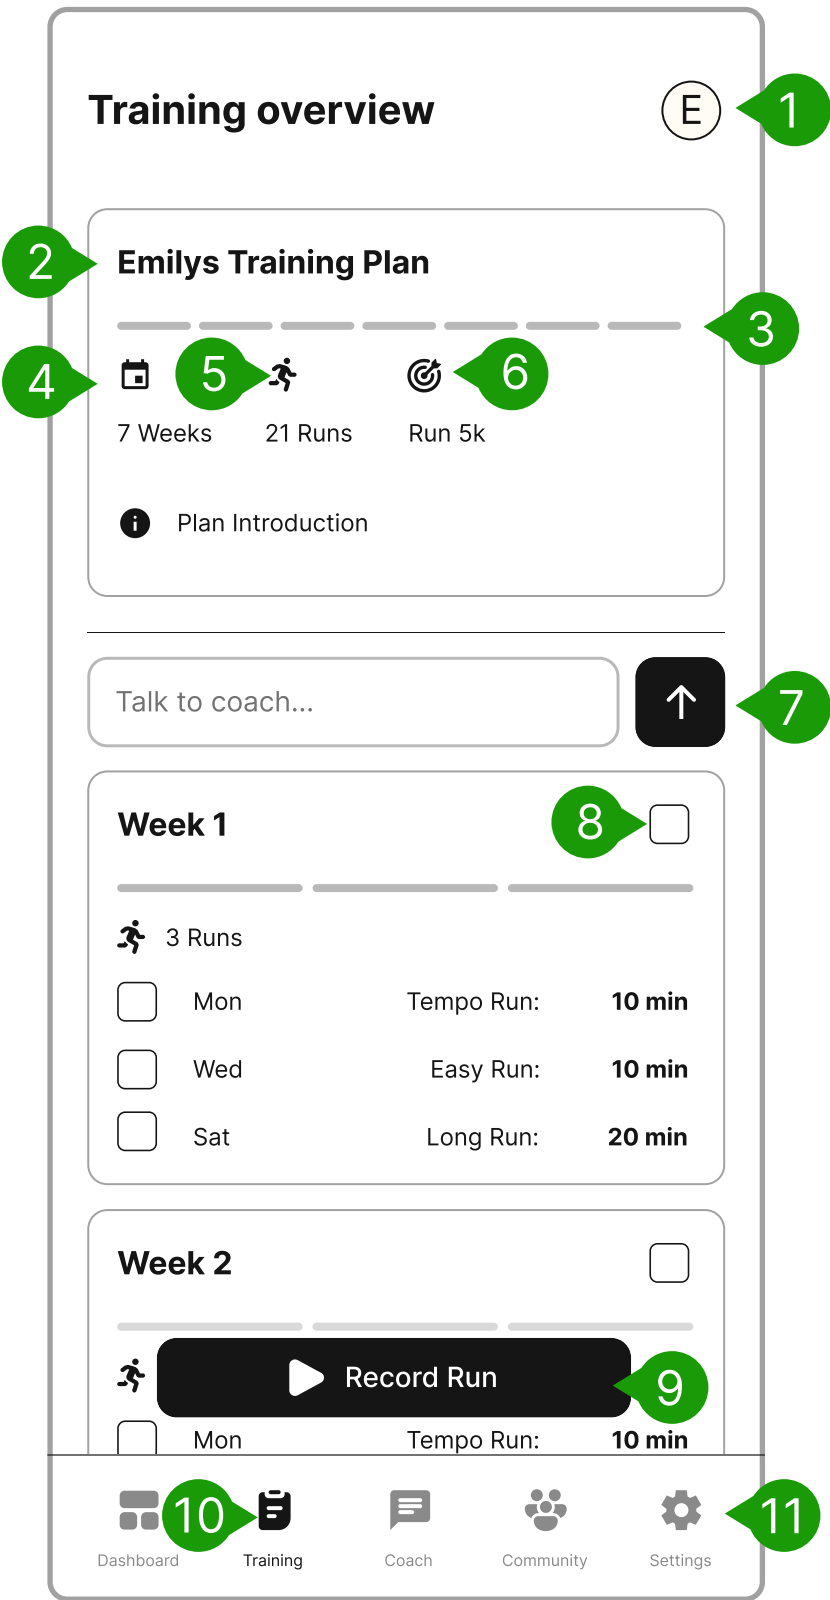 Training overview
E
1
2
Emilys Training Plan
3
4
5
6
7 Weeks
21 Runs
Run 5k
i
Plan Introduction
Talk to coach...
7
Week 1
8
3 Runs
Mon Tempo Run: 10 min
Wed Easy Run: 10 min
Sat Long Run: 20 min
Week 2
Record Run
9
Mon Tempo Run: 10 min
10
11
Dashboard
Training
Coach
Community
Settings